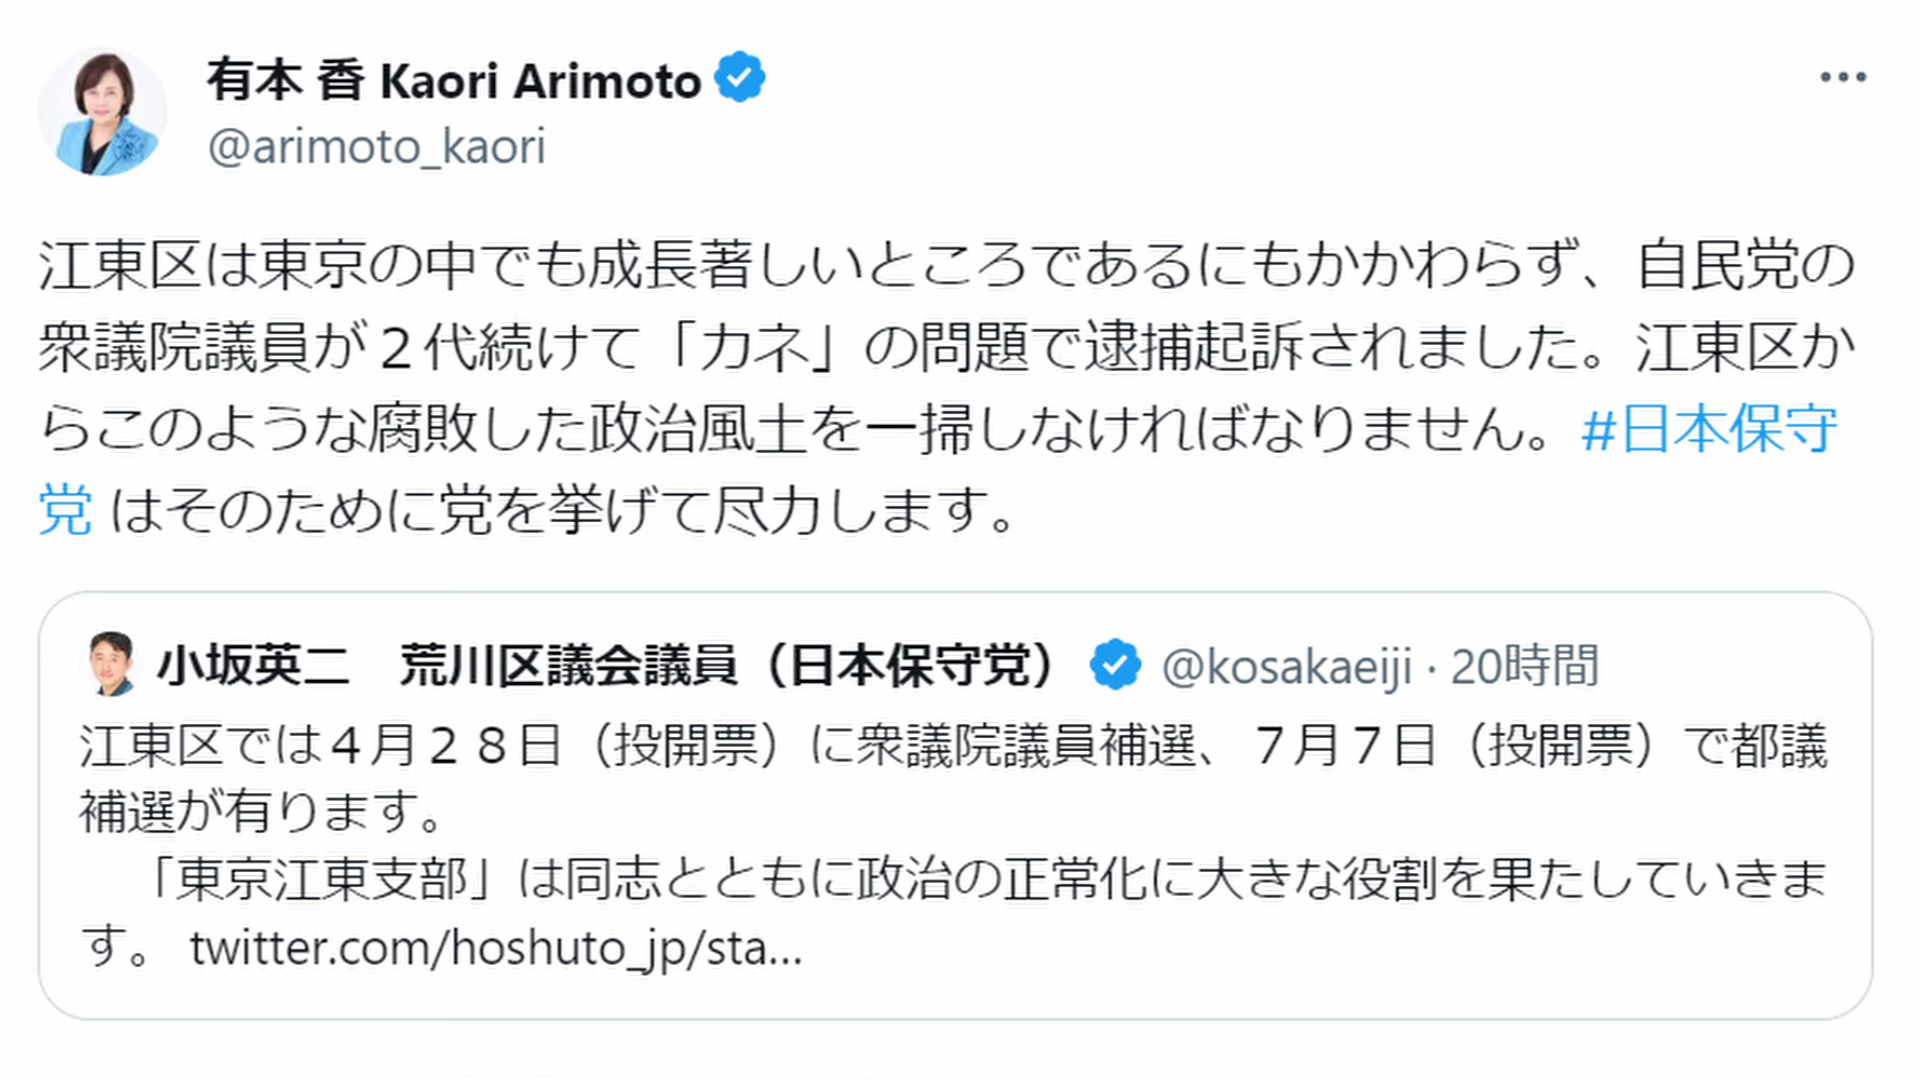 有本 香 Kaori Arimoto
@arimoto_kaori
江東区は東京の中でも成長著しいところであるにもかかわらず、自民党の
衆議院議員が２代続けて「カネ」の問題で逮捕起訴されました。江東区か
らこのような腐敗した政治風土を一掃しなければなりません。#日本保守
党 はそのために党を挙げて尽力します。
小坂英二　荒川区議会議員（日本保守党） @kosakaeiji · 20時間
江東区では４月２８日（投開票）に衆議院議員補選、７月７日（投開票）で都議
補選が有ります。
　「東京江東支部」は同志とともに政治の正常化に大きな役割を果たしていきま
す。 twitter.com/hoshuto_jp/sta…